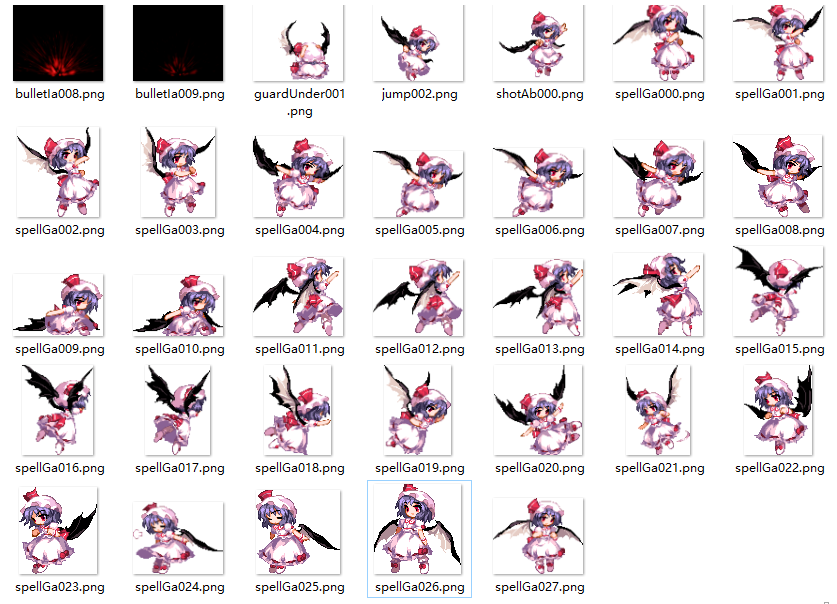 bulletIa008.png
bulletIa009.png
guardUnder001
.png
jump002.png
shotAb000.png
spellGa000.png
spellGa001.png
spellGa002.png
spellGa003.png
spellGa004.png
spellGa005.png
spellGa006.png
spellGa007.png
spellGa008.png
spellGa009.png
spellGa010.png
spellGa011.png
spellGa012.png
spellGa013.png
spellGa014.png
spellGa015.png
spellGa016.png
spellGa017.png
spellGa018.png
spellGa019.png
spellGa020.png
spellGa021.png
spellGa022.png
spellGa023.png
spellGa024.png
spellGa025.png
spellGa026.png
spellGa027.png